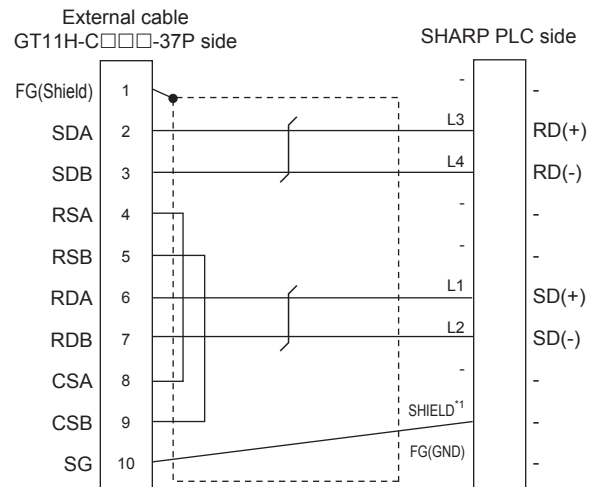 External cable
GT11H-C□□□-37P side
SHARP PLC side
FG(Shield) 1 - -
SDA 2 L3 RD(+)
SDB 3 L4 RD(-)
RSA 4 - -
RSB 5 - -
RDA 6 L1 SD(+)
RDB 7 L2 SD(-)
CSA 8 - -
CSB 9 SHIELD*1 -
SG 10 FG(GND) -